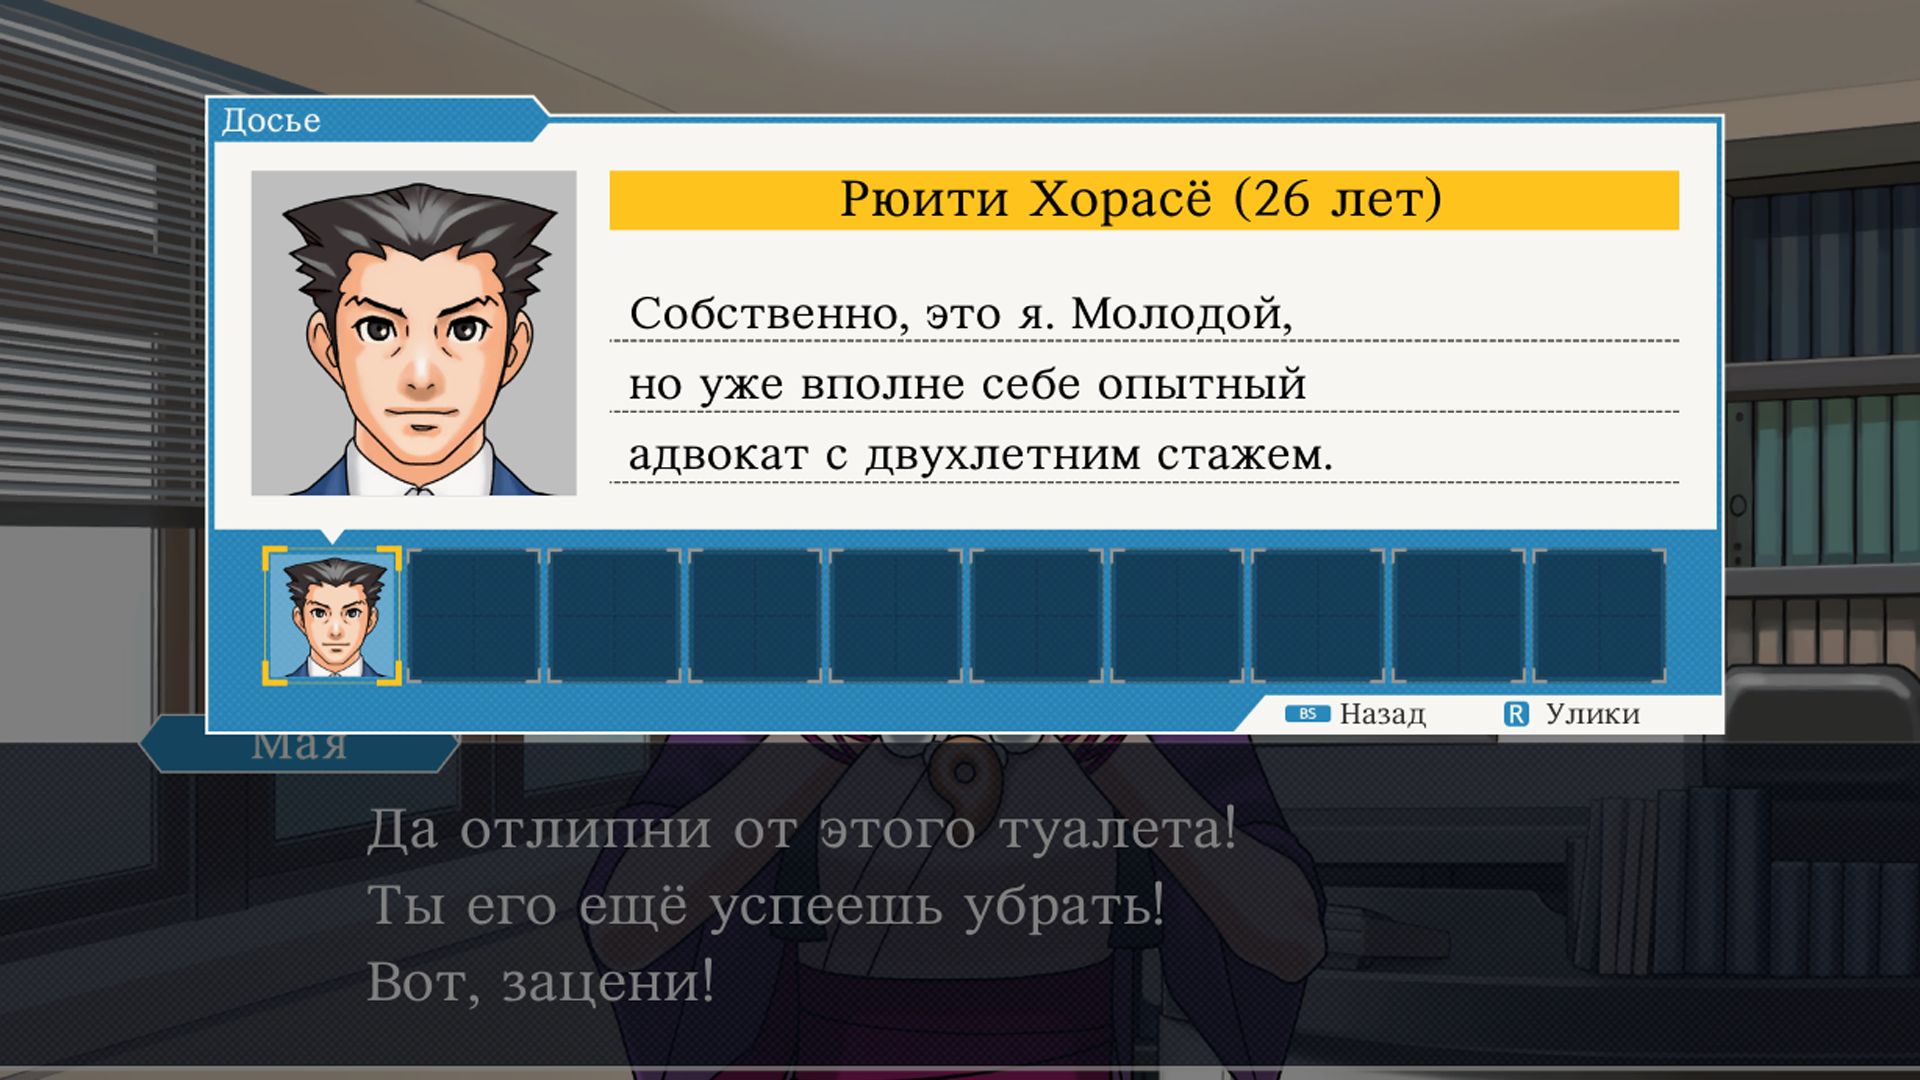 Досье
Рюити Хорасё (26 лет)
Собственно, это я. Молодой,
но уже вполне себе опытный
адвокат с двухлетним стажем.
BS Назад R Улики
Мая
Да отлипни от этого туалета!
Ты его ещё успеешь убрать!
Вот, зацени!